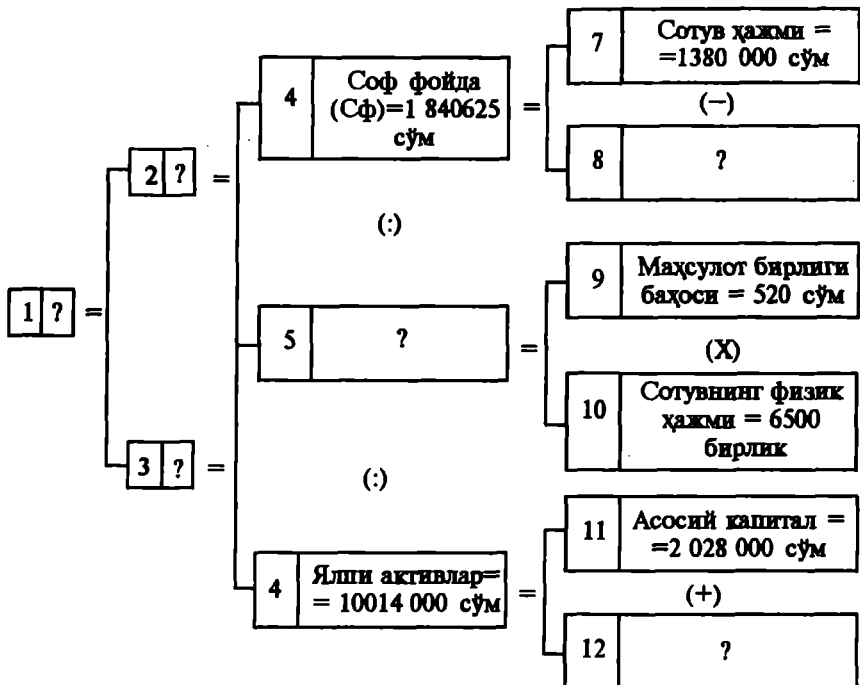 7
Сотув ҳажми =
=1380 000 сўм
(−)
4
Соф фойда
(Сф)=1 840625
сўм
=
8
?
2
?
=
(:)
1
?
=
9
Маҳсулот бирлиги
баҳоси = 520 сўм
5
?
=
(X)
10
Сотувнинг физик
ҳажми = 6500
бирлик
3
?
=
(:)
11
Асосий капитал =
=2 028 000 сўм
4
Ялпи активлар=
= 10014 000 сўм
=
(+)
12
?